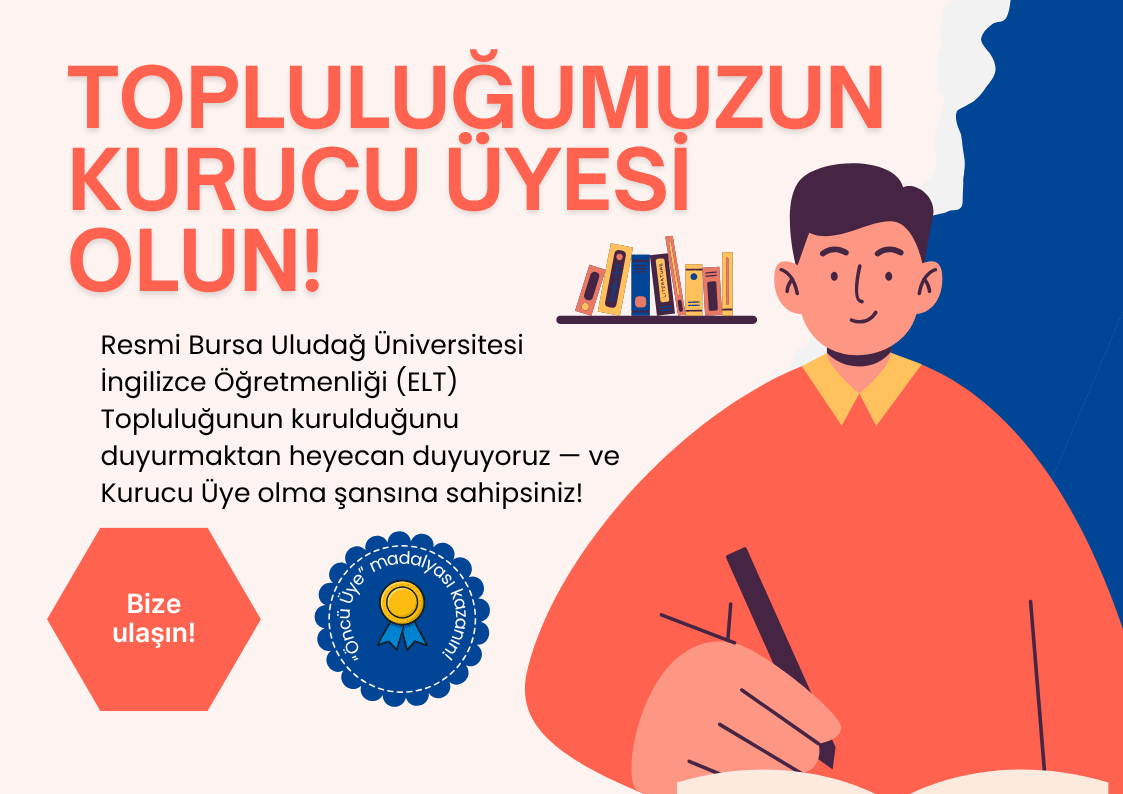 TOPLULUĞUMUZUN
KURUCU ÜYESİ
OLUN!
LITERATURE
Resmi Bursa Uludağ Üniversitesi
İngilizce Öğretmenliği (ELT)
Topluluğunun kurulduğunu
duyurmaktan heyecan duyuyoruz — ve
Kurucu Üye olma şansına sahipsiniz!
Bize
ulaşın!
“Öncü Üye” madalyası kazanın!